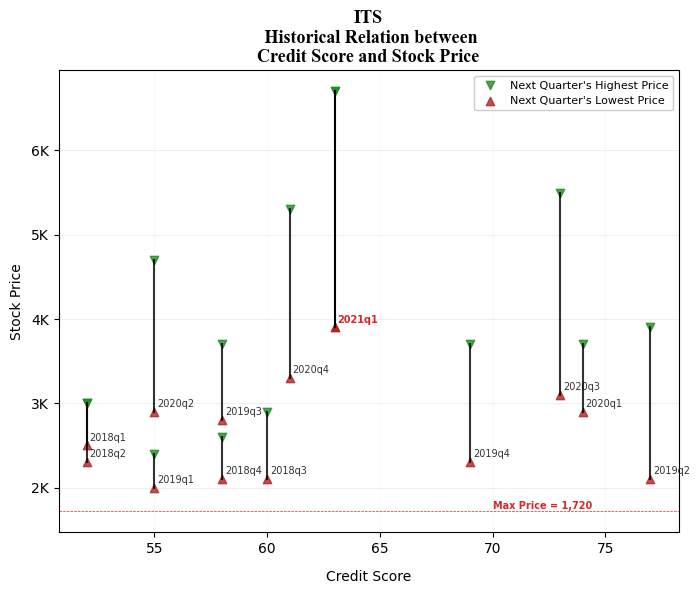 ITS
Historical Relation between
Credit Score and Stock Price
Next Quarter's Highest Price
Next Quarter's Lowest Price
6K
5K
4K
3K
2K
Stock Price
2021q1
2020q4
2020q3
2020q2
2020q1
2019q3
2018q1
2018q2
2019q4
2019q1
2018q4
2018q3
2019q2
Max Price = 1,720
55
60
65
70
75
Credit Score